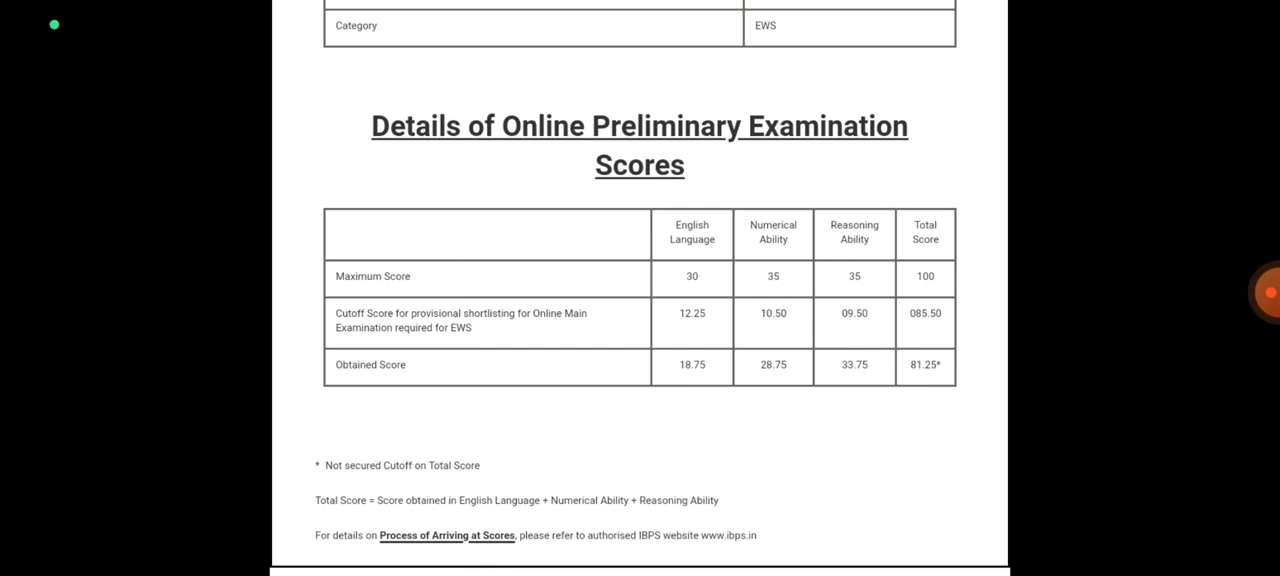 Category EWS
Details of Online Preliminary Examination
Scores
English Language Numerical Ability Reasoning Ability Total Score
Maximum Score 30 35 35 100
Cutoff Score for provisional shortlisting for Online Main
Examination required for EWS 12.25 10.50 09.50 085.50
Obtained Score 18.75 28.75 33.75 81.25*
* Not secured Cutoff on Total Score
Total Score = Score obtained in English Language + Numerical Ability + Reasoning Ability
For details on Process of Arriving at Scores, please refer to authorised IBPS website www.ibps.in